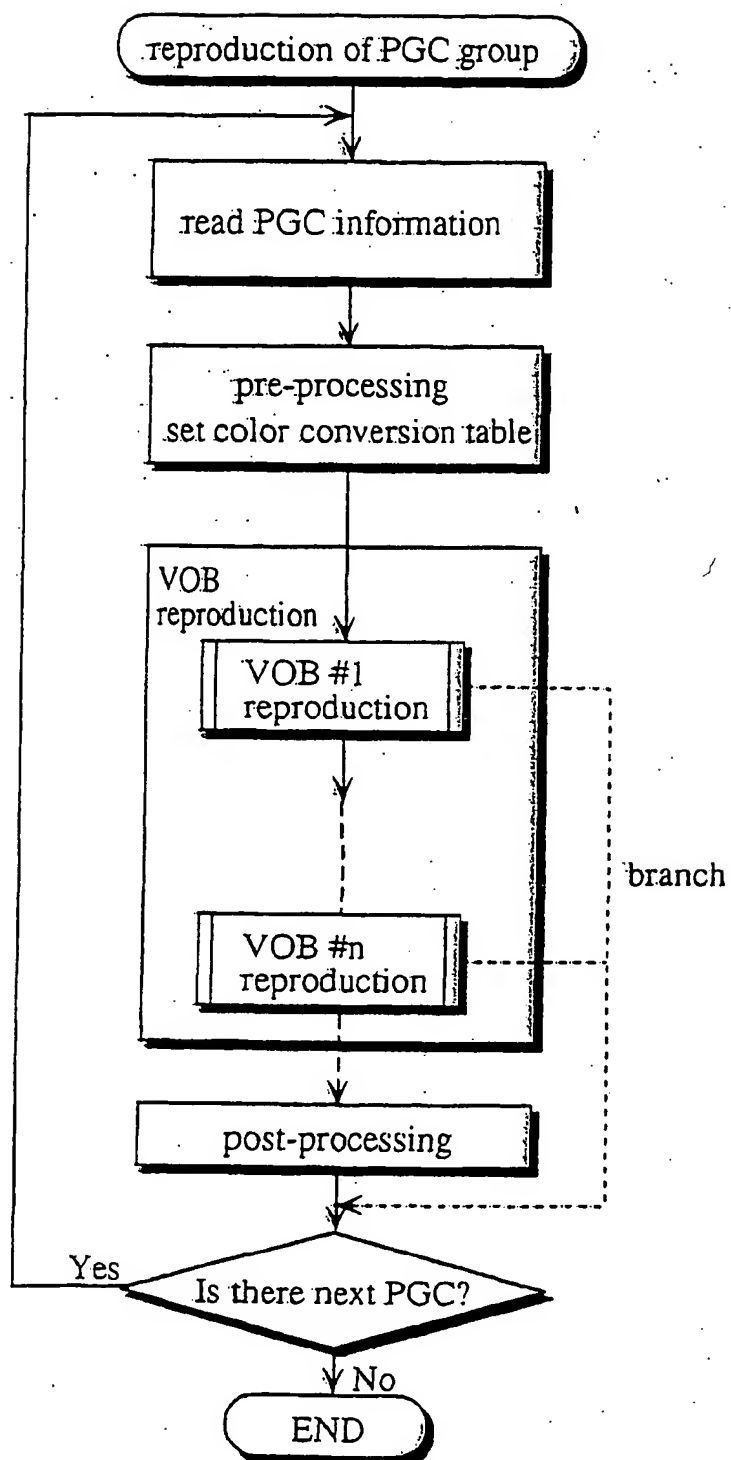 reproduction of PGC group
read PGC information
pre-processing
set color conversion table
VOB
reproduction
VOB #1
reproduction
branch
VOB #n
reproduction
post-processing
Yes
Is there next PGC?
No
END